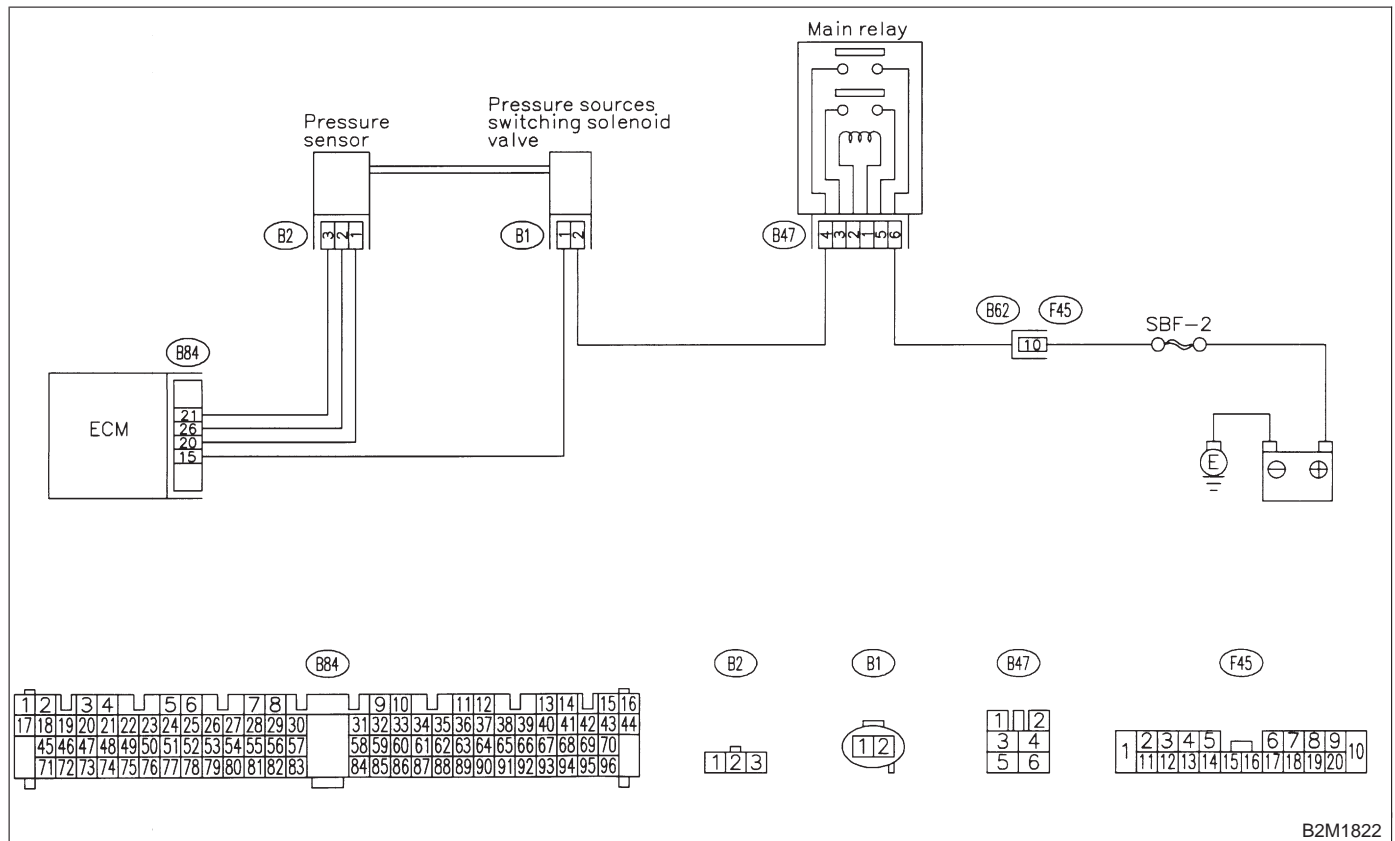 Main relay
Pressure sources
switching solenoid
valve
Pressure
sensor
B2
3 2 1
B1
1 2
B47
4 3 2 1 5 6
B62
F45
10
SBF-2
B84
ECM
21
26
20
15
E
B84
B2
B1
B47
F45
1 2 3 4 5 6 7 8 9 10 11 12 13 14 15 16
17 18 19 20 21 22 23 24 25 26 27 28 29 30 31 32 33 34 35 36 37 38 39 40 41 42 43 44
45 46 47 48 49 50 51 52 53 54 55 56 57 58 59 60 61 62 63 64 65 66 67 68 69 70
71 72 73 74 75 76 77 78 79 80 81 82 83 84 85 86 87 88 89 90 91 92 93 94 95 96
1 2 3
1 2
1 2
3 4
5 6
1 2 3 4 5 6 7 8 9 10
11 12 13 14 15 16 17 18 19 20
B2M1822